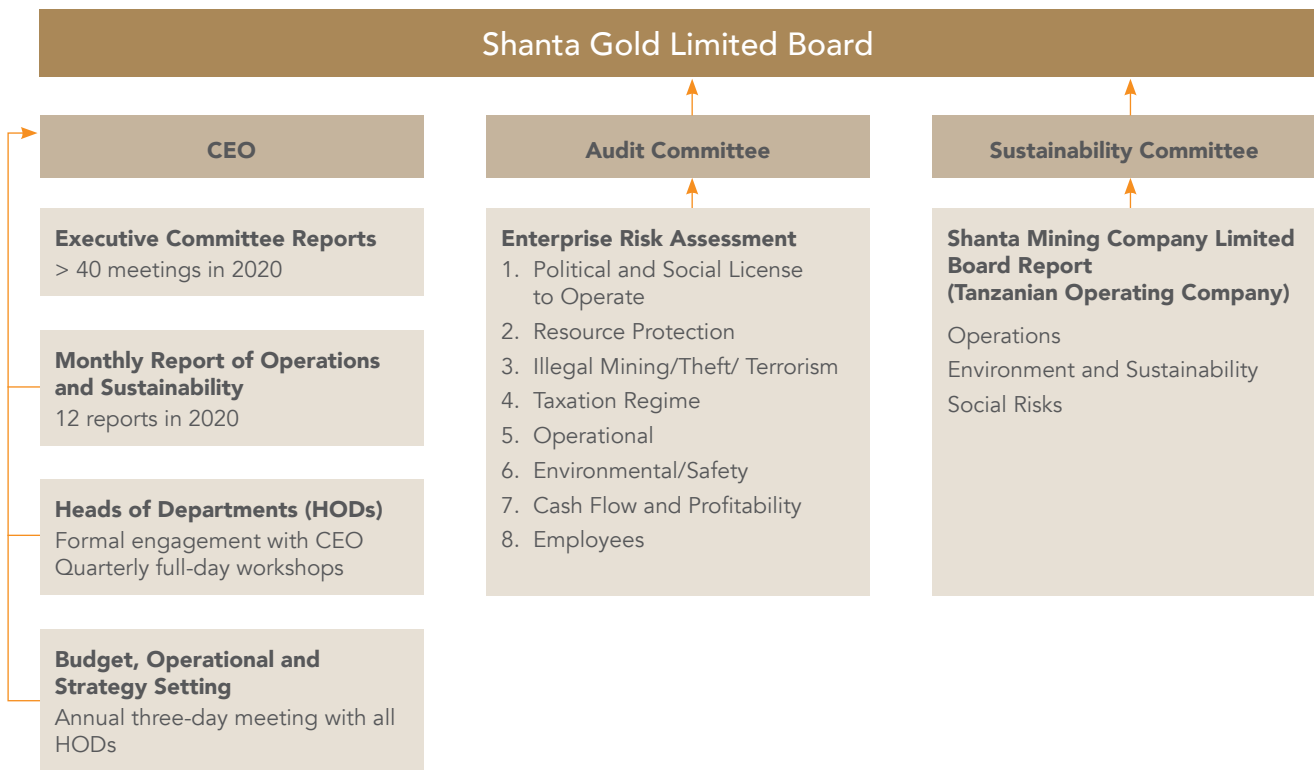 Shanta Gold Limited Board
CEO
Executive Committee Reports
> 40 meetings in 2020
Monthly Report of Operations
and Sustainability
12 reports in 2020
Heads of Departments (HODs)
Formal engagement with CEO
Quarterly full-day workshops
Budget, Operational and
Strategy Setting
Annual three-day meeting with all
HODs
Audit Committee
Enterprise Risk Assessment
1. Political and Social License
to Operate
2. Resource Protection
3. Illegal Mining/Theft/ Terrorism
4. Taxation Regime
5. Operational
6. Environmental/Safety
7. Cash Flow and Profitability
8. Employees
Sustainability Committee
Shanta Mining Company Limited
Board Report
(Tanzanian Operating Company)
Operations
Environment and Sustainability
Social Risks